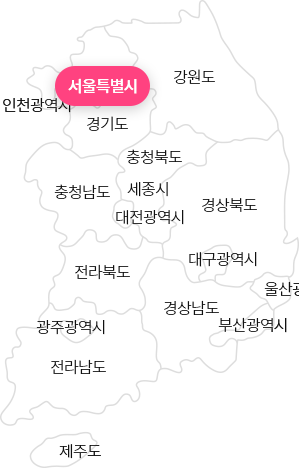 강원도
서울특별시
인천광역시
경기도
충청북도
충청남도
세종시
경상북도
대전광역시
대구광역시
전라북도
울산광
경상남도
부산광역시
광주광역시
전라남도
제주도